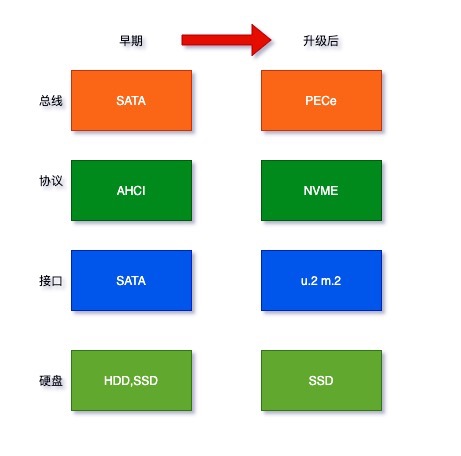 早期 升级后
总线 SATA PECe
协议 AHCI NVME
接口 SATA u.2 m.2
硬盘 HDD,SSD SSD